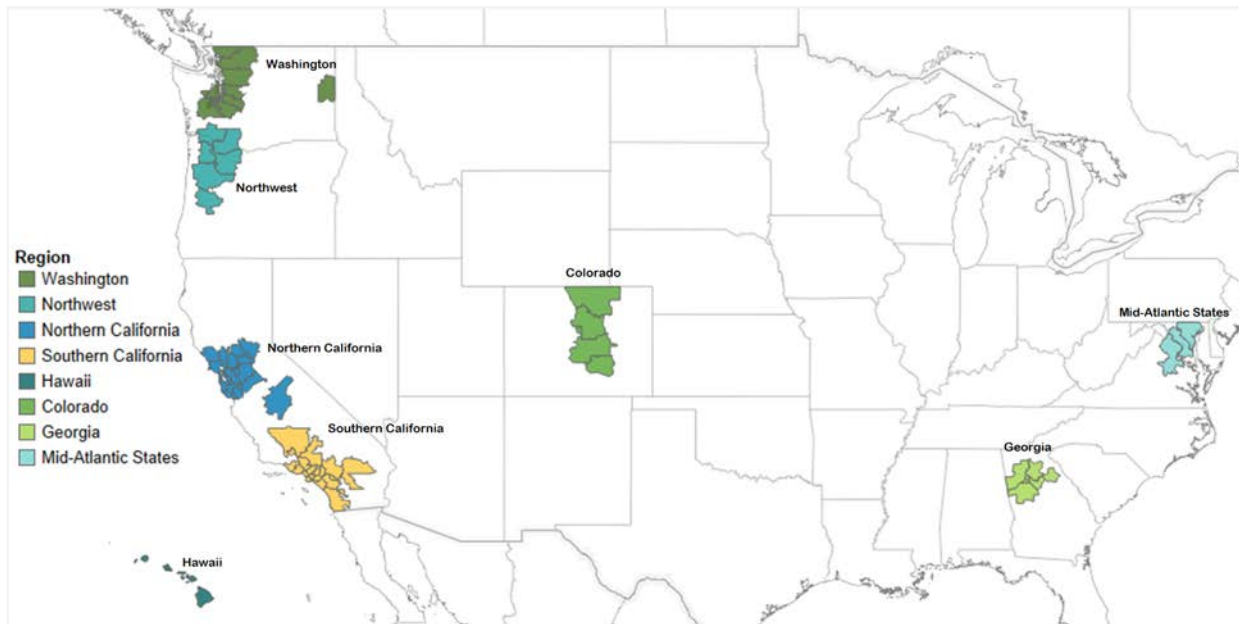 Washington
Northwest
Colorado
Region
Washington
Northwest
Northern California
Southern California
Hawaii
Colorado
Georgia
Mid-Atlantic States
Mid-Atlantic States
Northern California
Southern California
Georgia
Hawaii